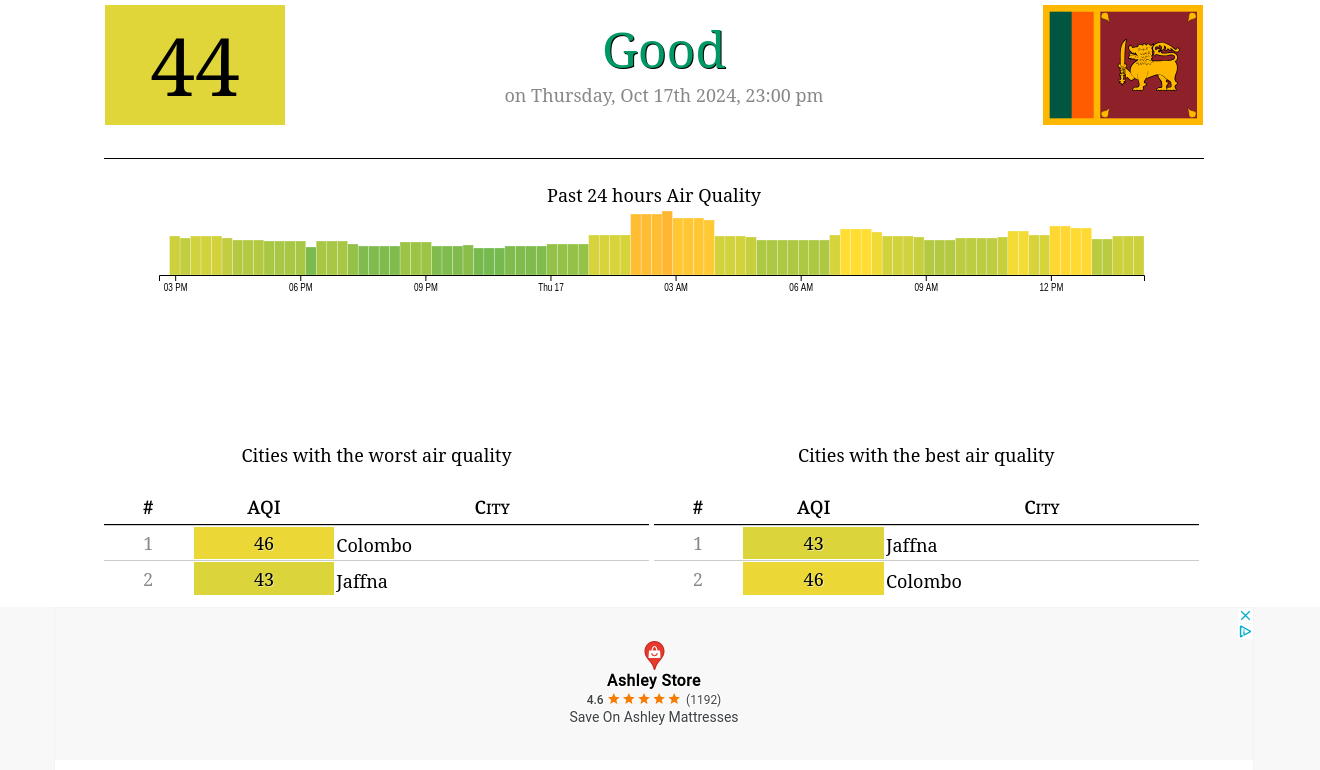 44
Good
on Thursday, Oct 17th 2024, 23:00 pm
Past 24 hours Air Quality
03 PM 06 PM 09 PM Thu 17 03 AM 06 AM 09 AM 12 PM
Cities with the worst air quality
# AQI City
1 46 Colombo
2 43 Jaffna
Cities with the best air quality
# AQI City
1 43 Jaffna
2 46 Colombo
Ashley Store
4.6 (1192)
Save On Ashley Mattresses